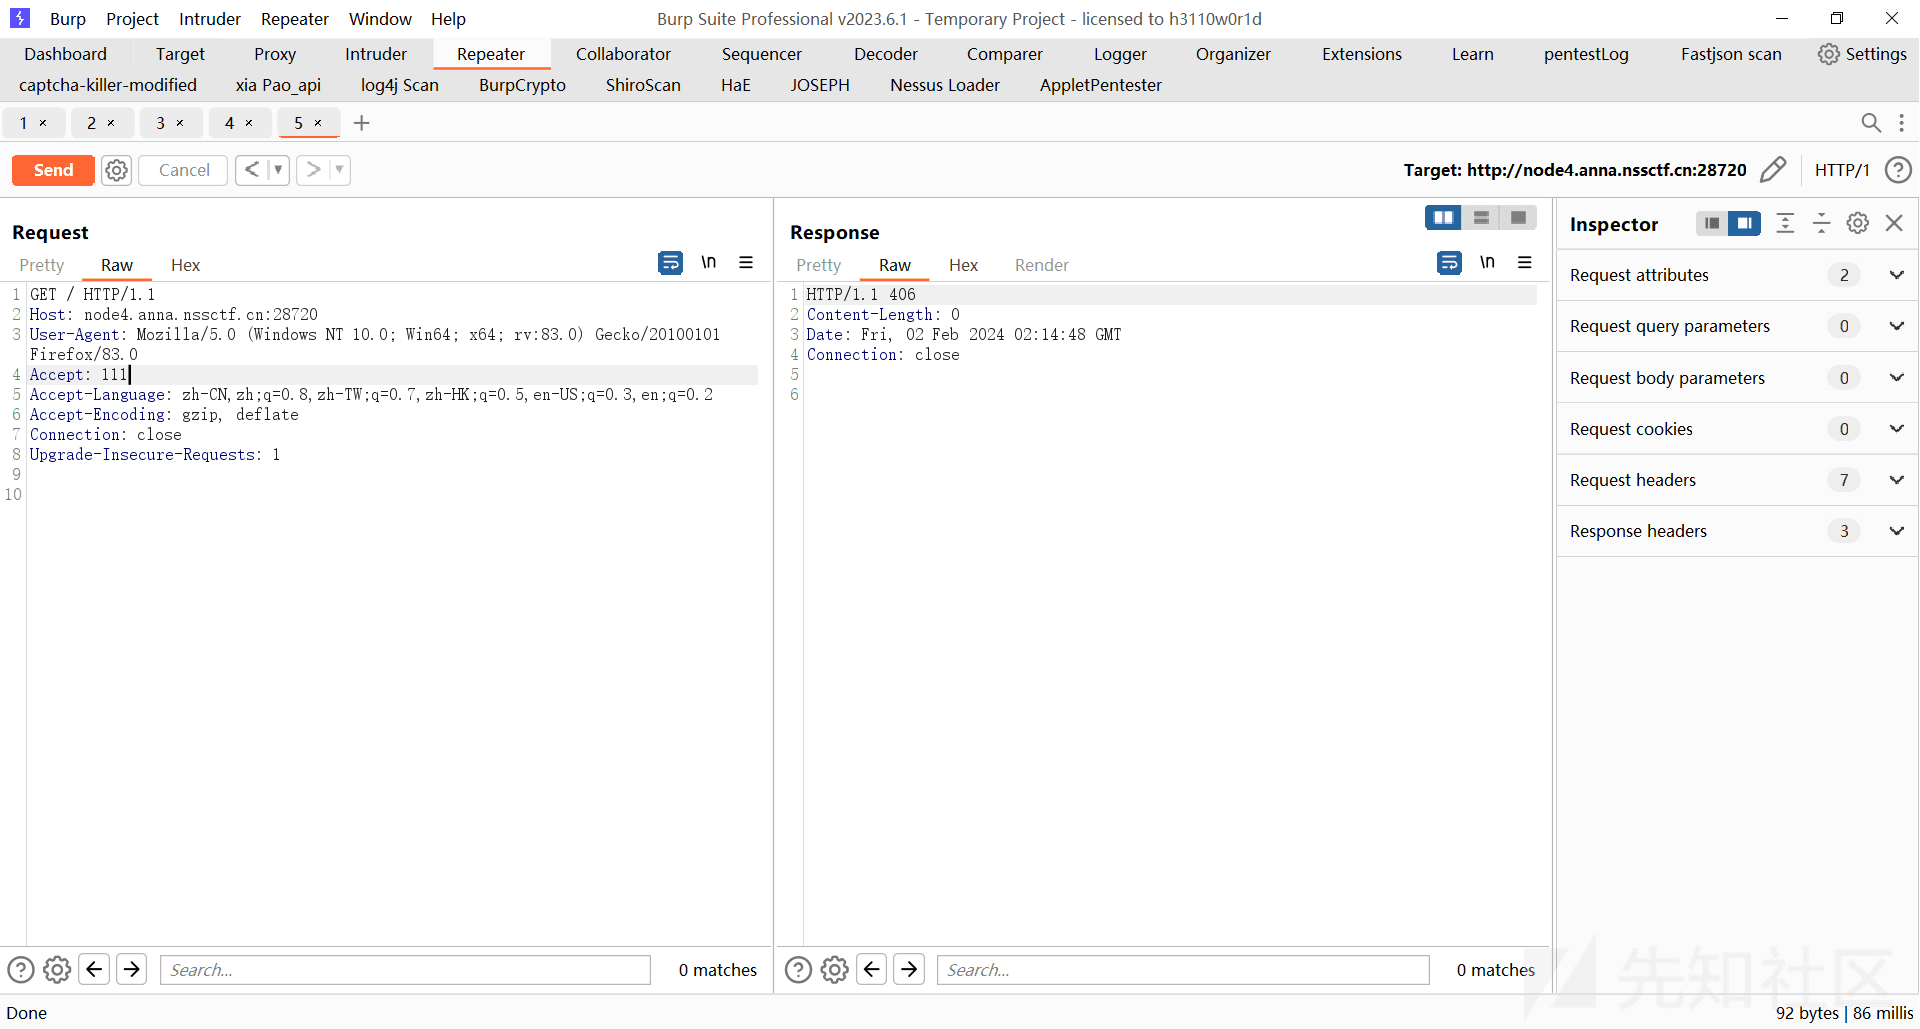 Burp Project Intruder Repeater Window Help
Burp Suite Professional v2023.6.1 - Temporary Project - licensed to h3110w0r1d
Dashboard Target Proxy Intruder Repeater Collaborator Sequencer Decoder Comparer Logger Organizer Extensions Learn pentestLog Fastjson scan Settings
captcha-killer-modified xia Pao_api log4j Scan BurpCrypto ShiroScan HaE JOSEPH Nessus Loader AppletPentester
1 × 2 × 3 × 4 × 5 × +
Send Cancel < > Target: http://node4.anna.nssctf.cn:28720 HTTP/1 ?
Request
Pretty Raw Hex \n
1 GET / HTTP/1.1
2 Host: node4.anna.nssctf.cn:28720
3 User-Agent: Mozilla/5.0 (Windows NT 10.0; Win64; x64; rv:83.0) Gecko/20100101
Firefox/83.0
4 Accept: 111
5 Accept-Language: zh-CN,zh;q=0.8,zh-TW;q=0.7,zh-HK;q=0.5,en-US;q=0.3,en;q=0.2
6 Accept-Encoding: gzip, deflate
7 Connection: close
8 Upgrade-Insecure-Requests: 1
9
10
Search...
0 matches
Response
Pretty Raw Hex Render \n
1 HTTP/1.1 406
2 Content-Length: 0
3 Date: Fri, 02 Feb 2024 02:14:48 GMT
4 Connection: close
5
6
Search...
0 matches
Inspector
Request attributes 2
Request query parameters 0
Request body parameters 0
Request cookies 0
Request headers 7
Response headers 3
先知社区
Done
92 bytes | 86 millis